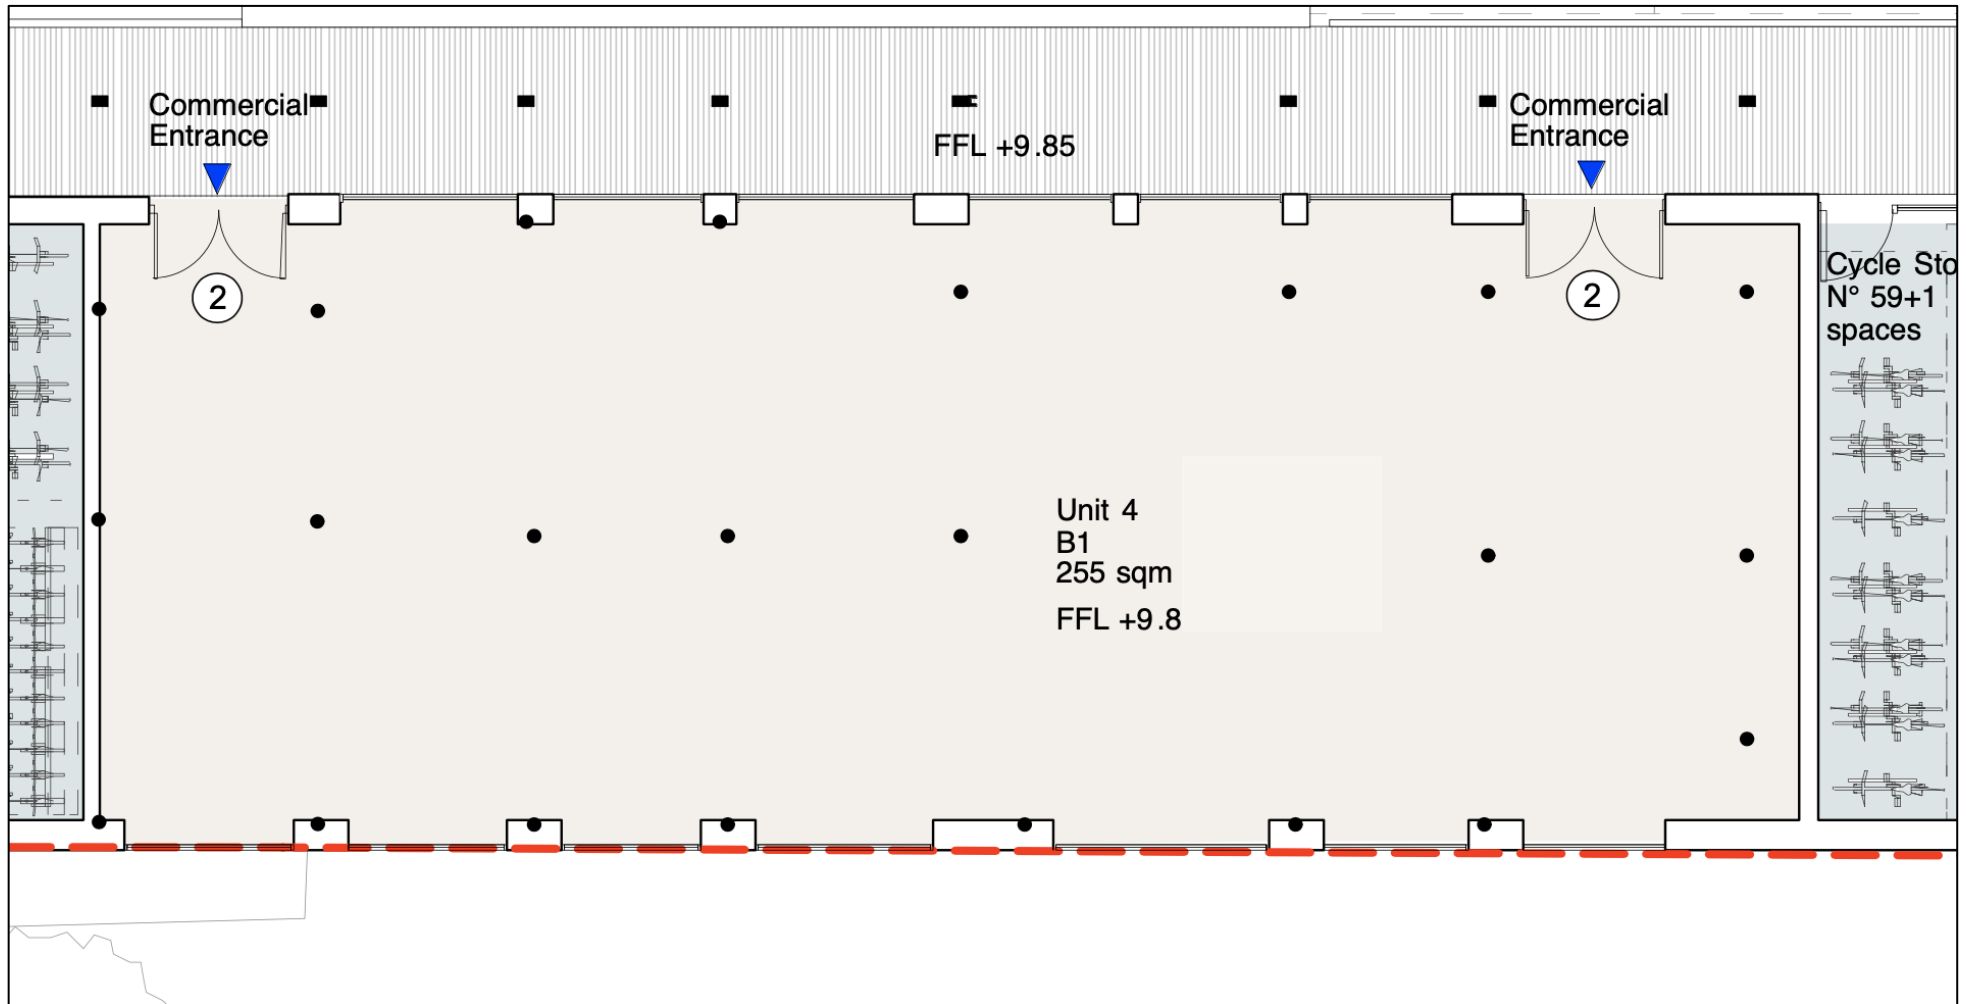 Commercial
Entrance
FFL +9.85
Commercial
Entrance
2
2
Cycle Sto
N° 59+1
spaces
Unit 4
B1
255 sqm
FFL +9.8